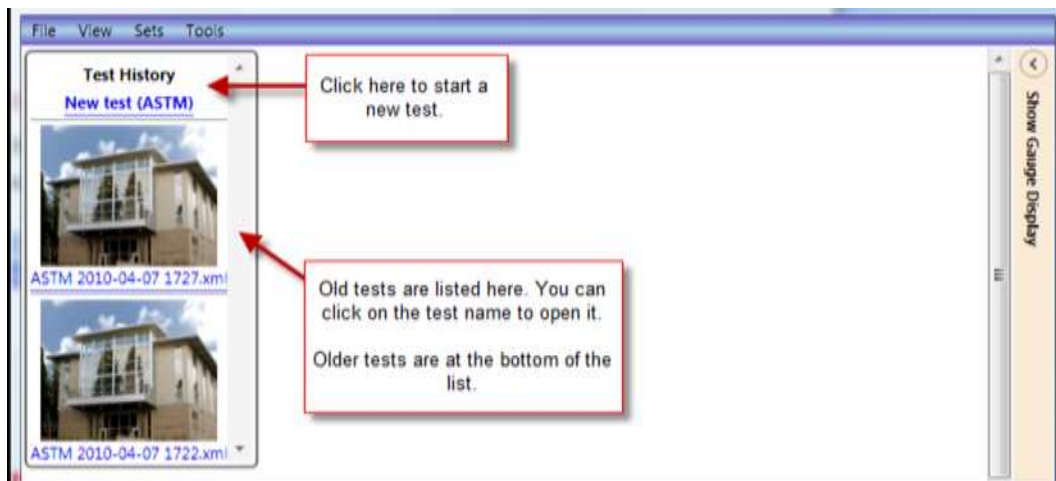 File View Sets Tools
Test History
New test (ASTM)
Click here to start a
new test.
ASTM 2010-04-07 1727.xml
Old tests are listed here. You can
click on the test name to open it.
Older tests are at the bottom of the
list.
ASTM 2010-04-07 1722.xml
Show Gauge Display